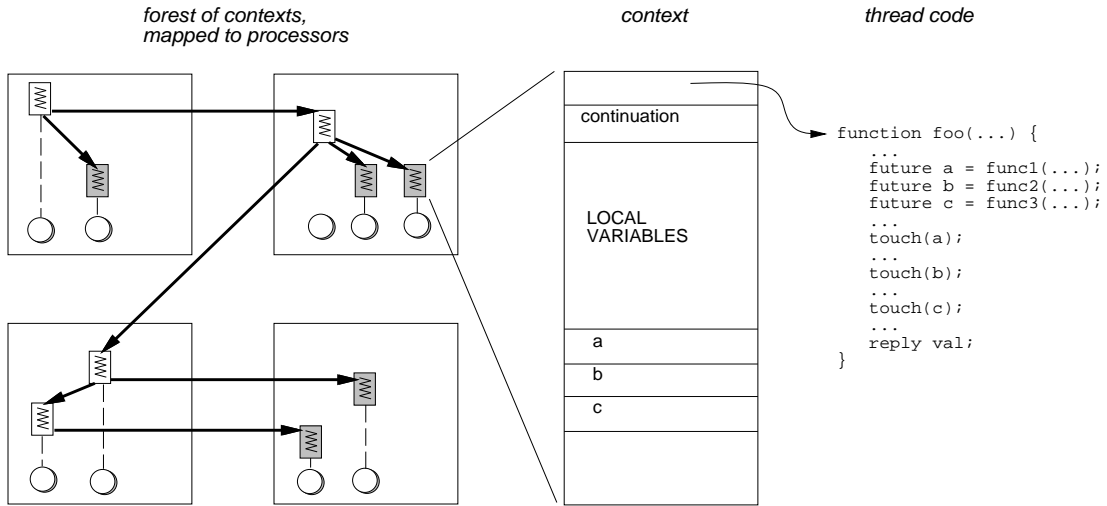 forest of contexts,
mapped to processors
context
thread code
continuation
LOCAL
VARIABLES
a
b
c
function foo(...) {
...
future a = func1(...);
future b = func2(...);
future c = func3(...);
...
touch(a);
...
touch(b);
...
touch(c);
...
reply val;
}